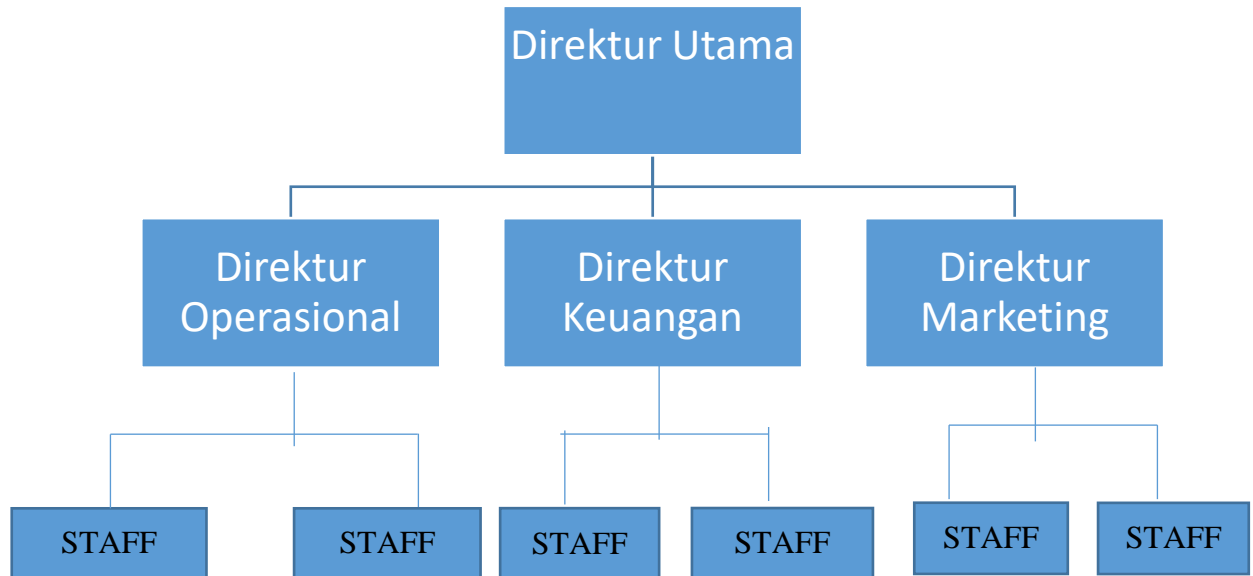 Direktur Utama
Direktur
Operasional
Direktur
Keuangan
Direktur
Marketing
STAFF
STAFF
STAFF
STAFF
STAFF
STAFF